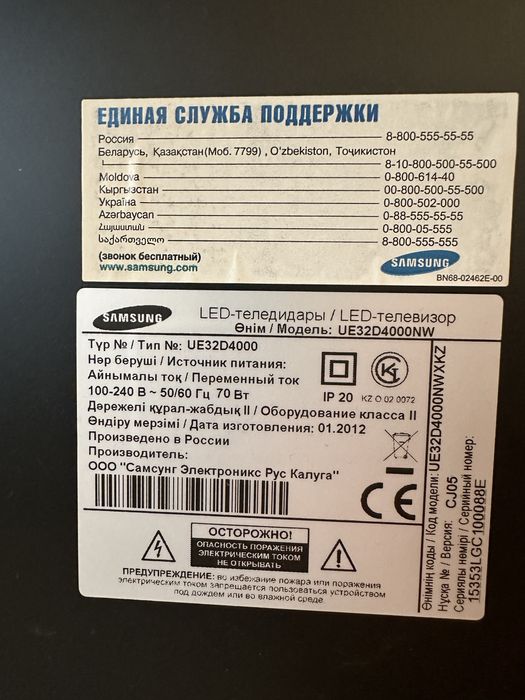 ЕДИНАЯ СЛУЖБА ПОДДЕРЖКИ
Россия 8-800-555-55-55
Беларусь, Қазақстан(Моб. 7799) , O'zbekiston, Тоҷикистон
8-10-800-500-55-500
Moldova 0-800-614-40
Кыргызстан 00-800-500-55-500
Україна 0-800-502-000
Azərbaycan 0-88-555-55-55
Հայաստան 0-800-05-555
საქართველო 8-800-555-555
(звонок бесплатный)
www.samsung.com
SAMSUNG
BN68-02462E-00
SAMSUNG
LED-теледидары / LED-телевизор
Өнім / Модель: UE32D4000NW
Түр № / Тип №: UE32D4000
Нәр беруші / Источник питания:
Айнымалы тоқ / Переменный ток
100-240 В ~ 50/60 Гц 70 Вт
IP 20
KZ O 02 0072
Дәрежелі құрал-жабдық II / Оборудование класса II
Өндіру мерзімі / Дата изготовления: 01.2012
Произведено в России
Производитель:
ООО "Самсунг Электроникс Рус Калуга"
CE
ОСТОРОЖНО!
ОПАСНОСТЬ ПОРАЖЕНИЯ
ЭЛЕКТРИЧЕСКИМ ТОКОМ
НЕ ОТКРЫВАТЬ
ПРЕДУПРЕЖДЕНИЕ: во избежание пожара или поражения
электрическим током запрещается пользоваться устройством
под дождем или во влажной среде.
Өнімнің коды / Код модели: UE32D4000NWXKZ
Нұсқа № / Версия: CJ05
Сериялы немірі / Серийный номер:
15353LGC100088E